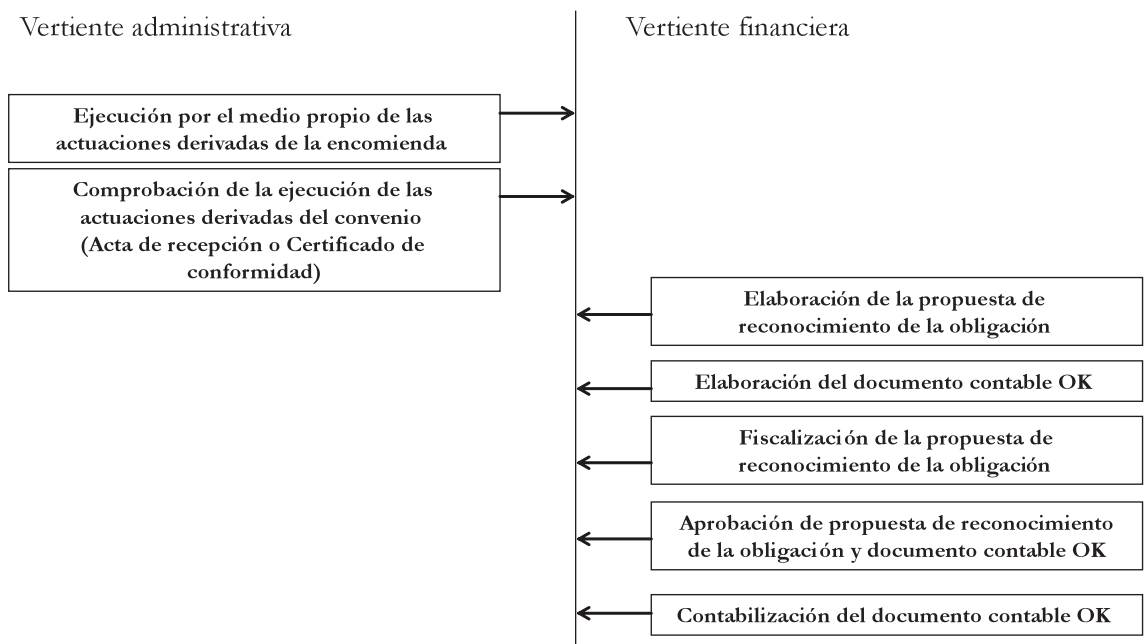 Vertiente administrativa
Vertiente financiera
Ejecución por el medio propio de las
actuaciones derivadas de la encomienda
Comprobación de la ejecución de las
actuaciones derivadas del convenio
(Acta de recepción o Certificado de
conformidad)
Elaboración de la propuesta de
reconocimiento de la obligación
Elaboración del documento contable OK
Fiscalización de la propuesta de
reconocimiento de la obligación
Aprobación de propuesta de reconocimiento
de la obligación y documento contable OK
Contabilización del documento contable OK